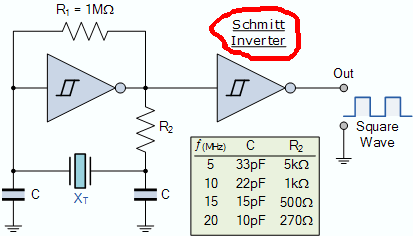 R1 = 1MΩ
Schmitt
Inverter
Out
R2
Square
Wave
C
XT
C
f(MHz) C R2
5 33pF 5kΩ
10 22pF 1kΩ
15 15pF 500Ω
20 10pF 270Ω